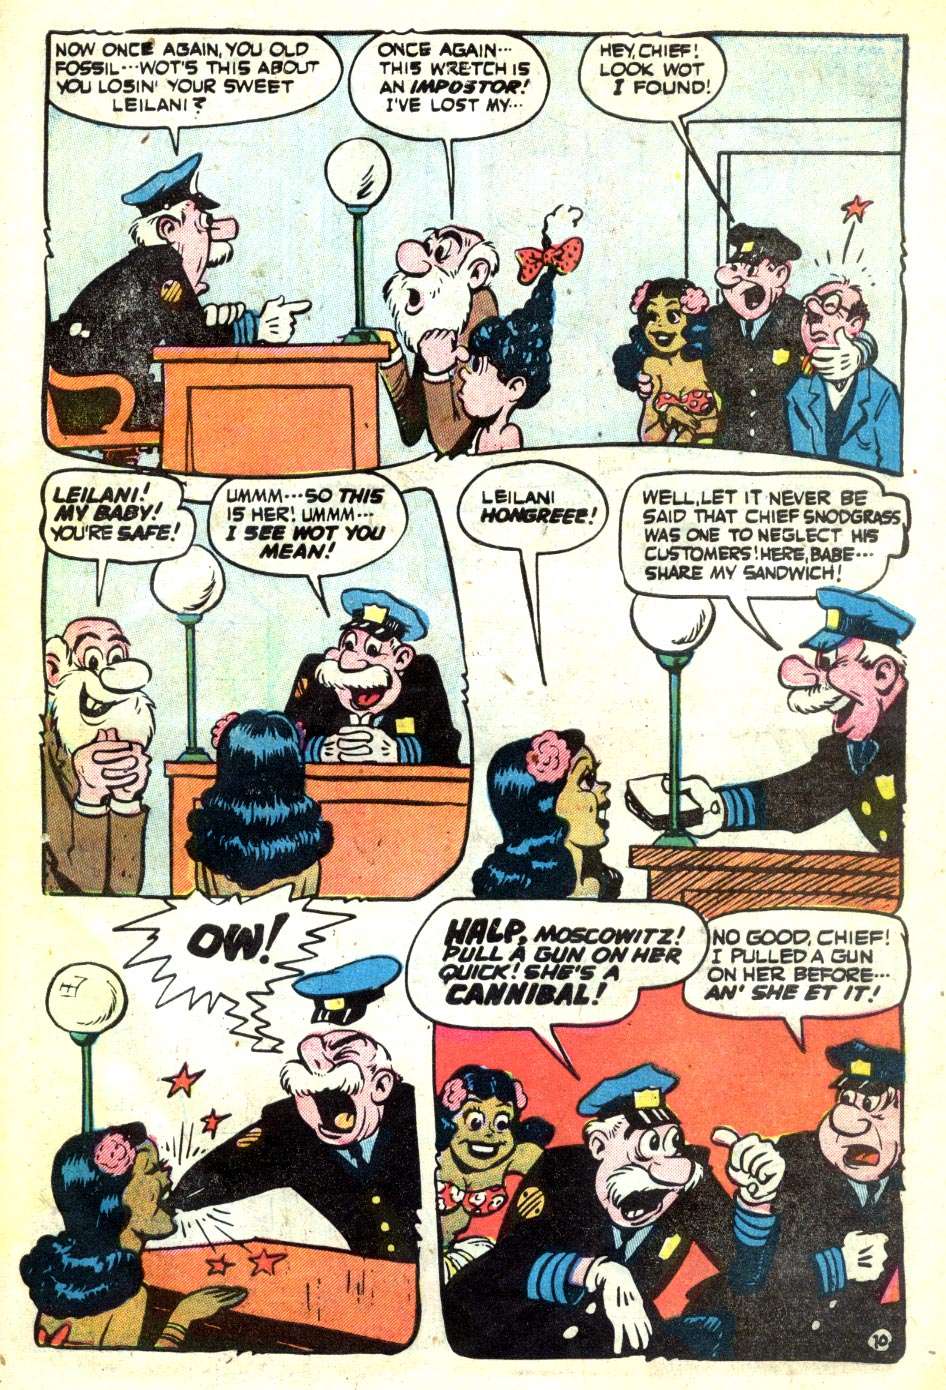 NOW ONCE AGAIN, YOU OLD
FOSSIL--- WOT'S THIS ABOUT
YOU LOSIN' YOUR SWEET
LEILANI?
ONCE AGAIN---
THIS WRETCH IS
AN IMPOSTOR!
I'VE LOST MY---
HEY, CHIEF!
LOOK WOT
I FOUND!
LEILANI!
MY BABY!
YOU'RE SAFE!
UMMM---SO THIS
IS HER! UMMM---
I SEE WOT YOU
MEAN!
LEILANI
HONGREEE!
WELL, LET IT NEVER BE
SAID THAT CHIEF SNODGRASS
WAS ONE TO NEGLECT HIS
CUSTOMERS! HERE, BABE---
SHARE MY SANDWICH!
OW!
HALP, MOSCOWITZ!
PULL A GUN ON HER
QUICK! SHE'S A
CANNIBAL!
NO GOOD, CHIEF!
I PULLED A GUN
ON HER BEFORE---
AN' SHE ET IT!
10